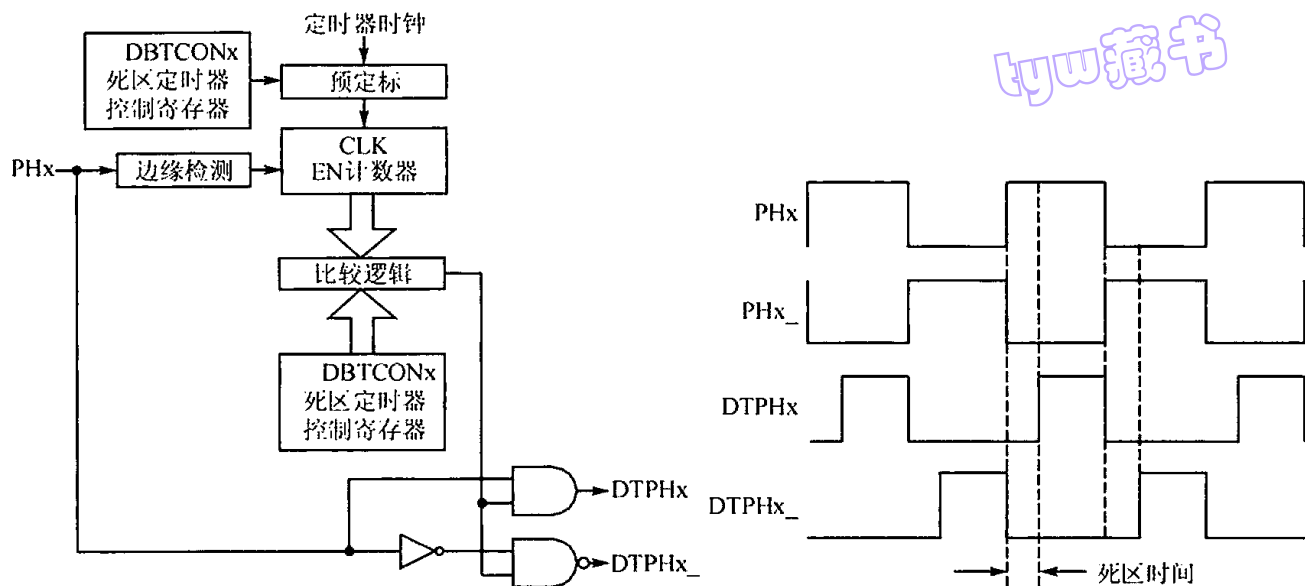 定时器时钟
DBTCONx
死区定时器
控制寄存器
预定标
CLK
EN计数器
PHx
边缘检测
比较逻辑
DBTCONx
死区定时器
控制寄存器
DTPHx
DTPHx_
tyw藏书
PHx
PHx_
DTPHx
DTPHx_
死区时间